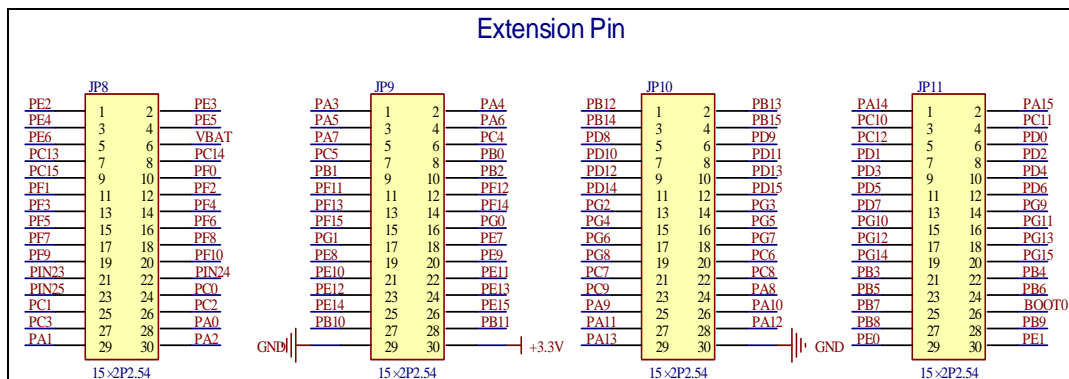 Extension Pin
JP8 JP9 JP10 JP11
PE2 1 2 PE3 PA3 1 2 PA4 PB12 1 2 PB13 PA14 1 2 PA15
PE4 3 4 PE5 PA5 3 4 PA6 PB14 3 4 PB15 PC10 3 4 PC11
PE6 5 6 VBAT PA7 5 6 PC4 PD8 5 6 PD9 PC12 5 6 PD0
PC13 7 8 PC14 PC5 7 8 PB0 PD10 7 8 PD11 PD1 7 8 PD2
PC15 9 10 PF0 PB1 9 10 PB2 PD12 9 10 PD13 PD3 9 10 PD4
PF1 11 12 PF2 PF11 11 12 PF12 PD14 11 12 PD15 PD5 11 12 PD6
PF3 13 14 PF4 PF13 13 14 PF14 PG2 13 14 PG3 PD7 13 14 PG9
PF5 15 16 PF6 PF15 15 16 PG0 PG4 15 16 PG5 PG10 15 16 PG11
PF7 17 18 PF8 PG1 17 18 PE7 PG6 17 18 PG7 PG12 17 18 PG13
PF9 19 20 PF10 PE8 19 20 PE9 PG8 19 20 PC6 PG14 19 20 PG15
PIN23 21 22 PIN24 PE10 21 22 PE11 PC7 21 22 PC8 PB3 21 22 PB4
PIN25 23 24 PC0 PE12 23 24 PE13 PC9 23 24 PA8 PB5 23 24 PB6
PC1 25 26 PC2 PE14 25 26 PE15 PA9 25 26 PA10 PB7 25 26 BOOT0
PC3 27 28 PA0 PB10 27 28 PB11 PA11 27 28 PA12 PB8 27 28 PB9
PA1 29 30 PA2 GND 29 30 +3.3V PA13 29 30 GND PE0 29 30 PE1
15×2P2.54 15×2P2.54 15×2P2.54 15×2P2.54